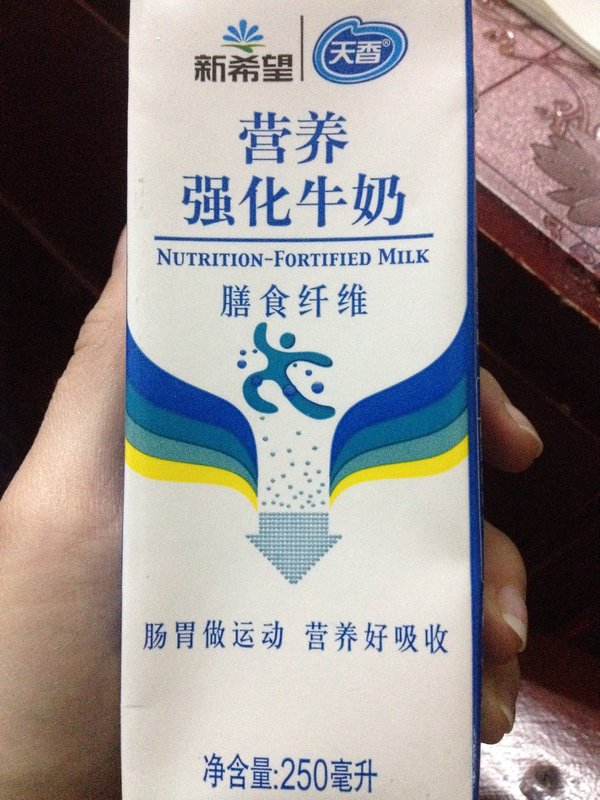 新希望 天香®
营养
强化牛奶
NUTRITION-FORTIFIED MILK
膳食纤维
肠胃做运动 营养好吸收
净含量:250毫升